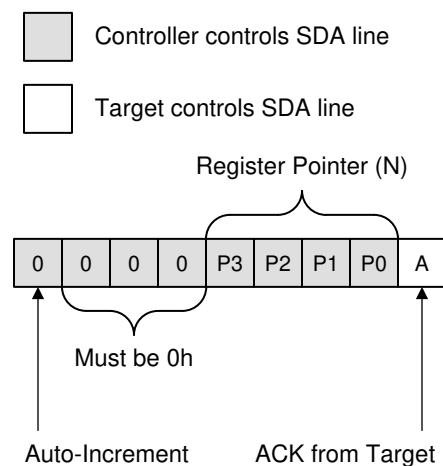 Controller controls SDA line
Target controls SDA line
Register Pointer (N)
0 0 0 0 P3 P2 P1 P0 A
Must be 0h
Auto-Increment ACK from Target